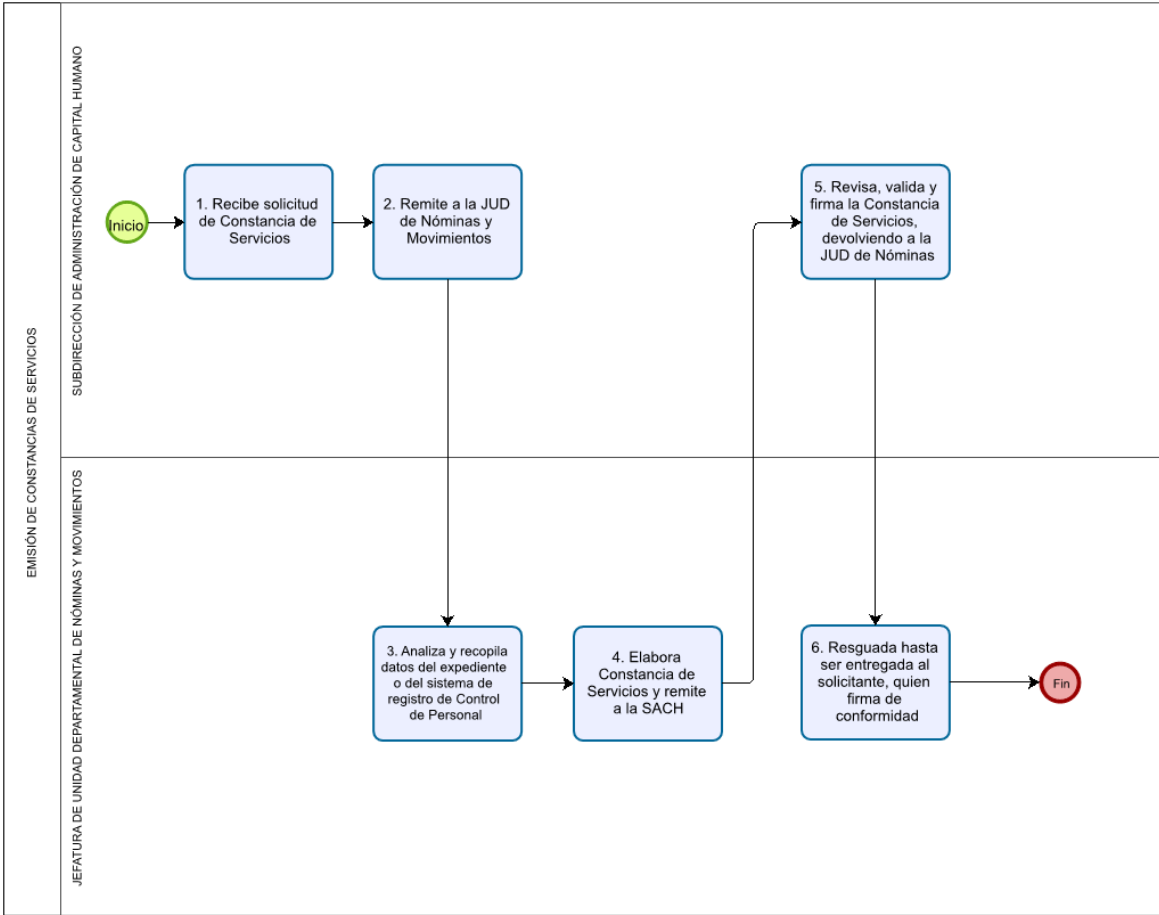 EMISIÓN DE CONSTANCIAS DE SERVICIOS
SUBDIRECCIÓN DE ADMINISTRACIÓN DE CAPITAL HUMANO
Inicio
1. Recibe solicitud
de Constancia de
Servicios
2. Remite a la JUD
de Nóminas y
Movimientos
5. Revisa, valida y
firma la Constancia
de Servicios,
devolviendo a la
JUD de Nóminas
JEFATURA DE UNIDAD DEPARTAMENTAL DE NÓMINAS Y MOVIMIENTOS
3. Analiza y recopila
datos del expediente
o del sistema de
registro de Control
de Personal
4. Elabora
Constancia de
Servicios y remite
a la SACH
6. Resguada hasta
ser entregada al
solicitante, quien
firma de
conformidad
Fin